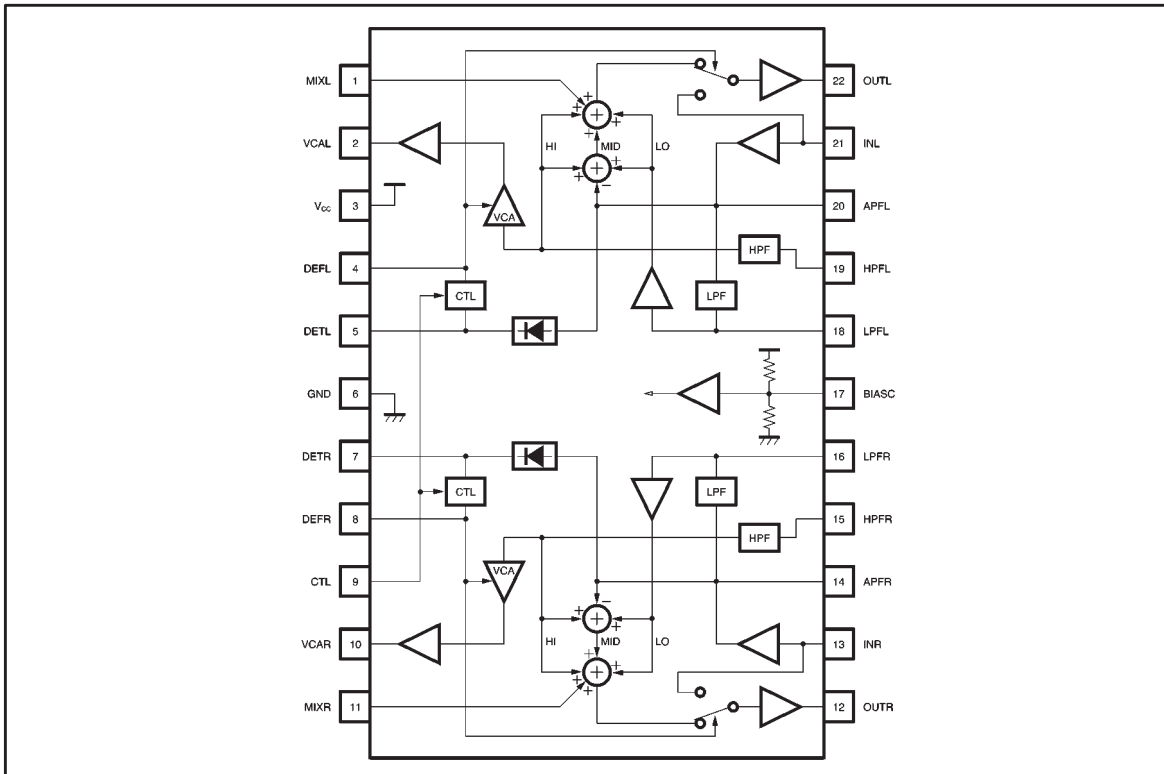 MIXL 1
22 OUTL
+ + + +
VCAL 2
HI MID LO
21 INL
+ + −
VCC 3
VCA
20 APFL
DEFL 4
HPF
19 HPFL
CTL
LPF
DETL 5
18 LPFL
GND 6
17 BIASC
DETR 7
16 LPFR
CTL
LPF
DEFR 8
HPF
15 HPFR
VCA
CTL 9
14 APFR
− + +
VCAR 10
HI MID LO
13 INR
+ + + +
MIXR 11
12 OUTR